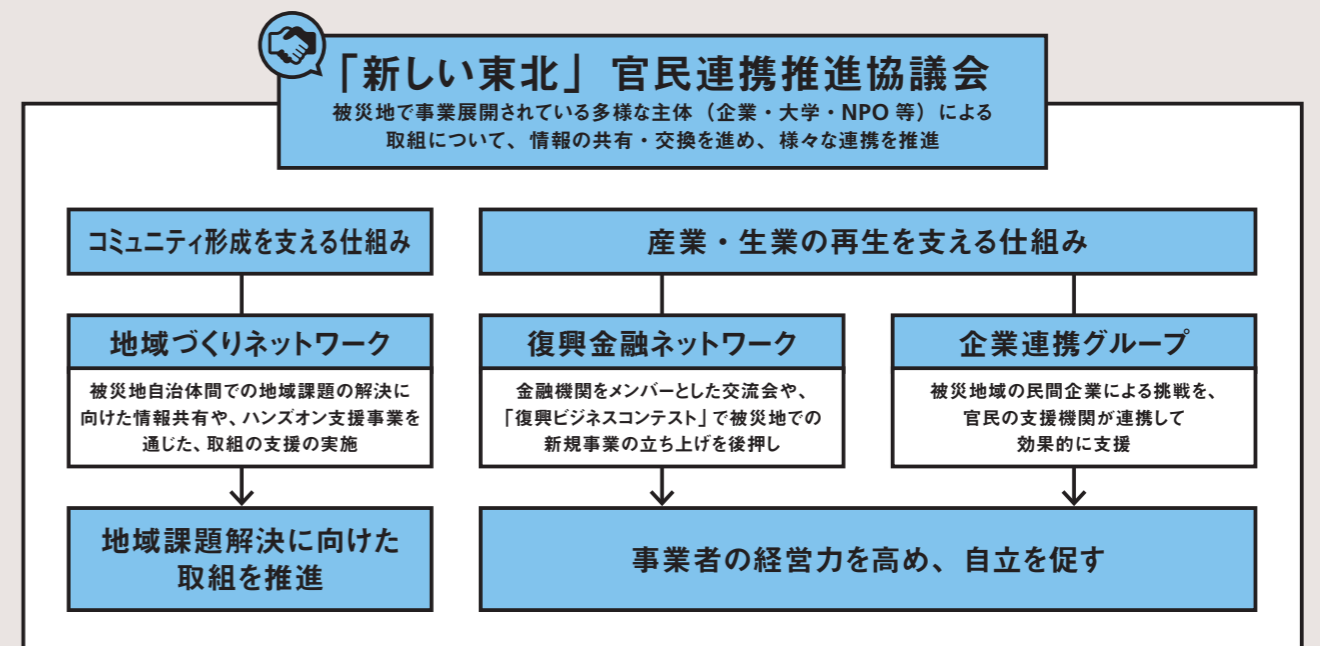 「新しい東北」 官民連携推進協議会
被災地で事業展開されている多様な主体(企業・大学・NPO 等)による
取組について、情報の共有・交換を進め、様々な連携を推進
コミュニティ形成を支える仕組み
産業・生業の再生を支える仕組み
地域づくりネットワーク
被災地自治体間での地域課題の解決に
向けた情報共有や、ハンズオン支援事業を
通じた、取組の支援の実施
復興金融ネットワーク
金融機関をメンバーとした交流会や、
「復興ビジネスコンテスト」で被災地での
新規事業の立ち上げを後押し
企業連携グループ
被災地域の民間企業による挑戦を、
官民の支援機関が連携して
効果的に支援
地域課題解決に向けた
取組を推進
事業者の経営力を高め、自立を促す